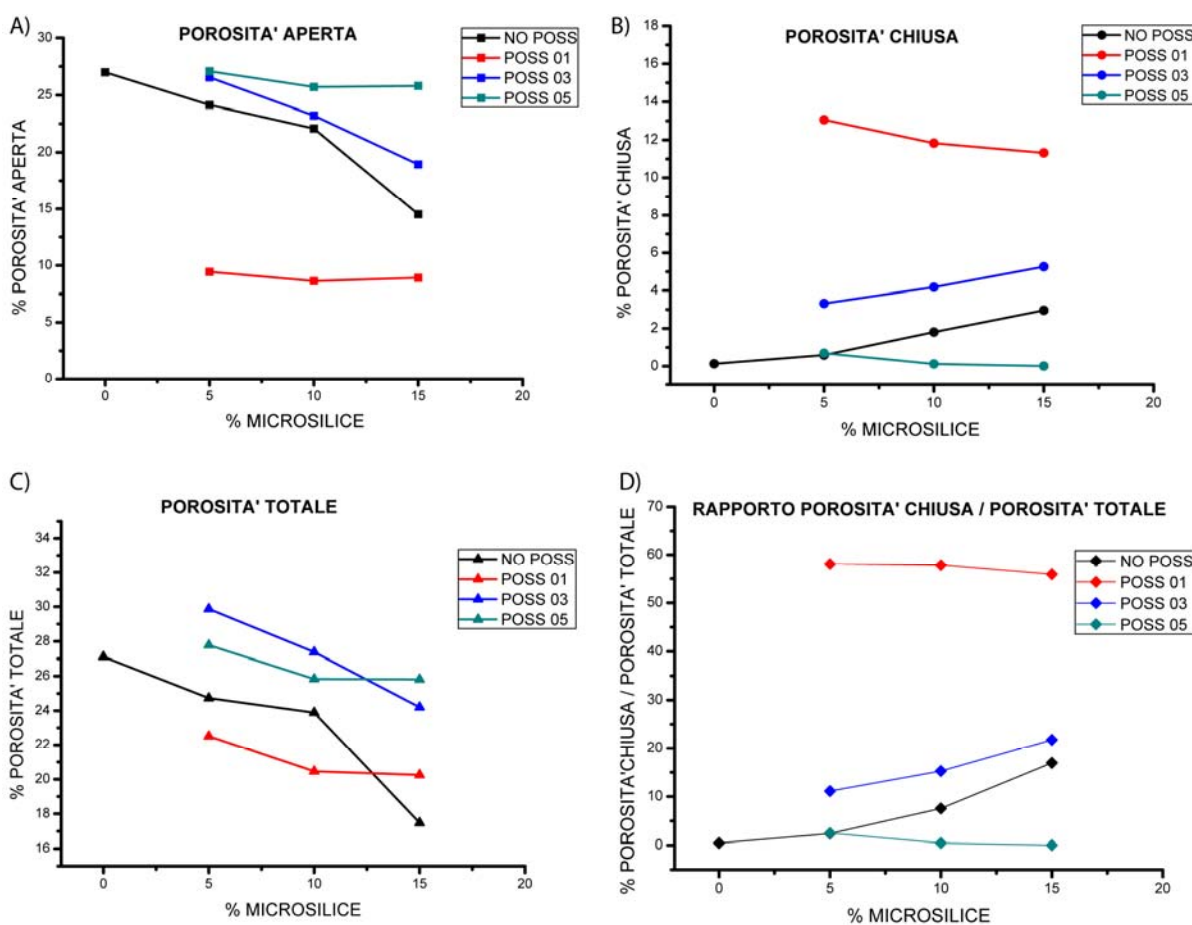 A)
POROSITA' APERTA
NO POSS
POSS 01
POSS 03
POSS 05
30
25
20
15
10
5
0
% POROSITA' APERTA
0 5 10 15 20
% MICROSILICE
B)
POROSITA' CHIUSA
NO POSS
POSS 01
POSS 03
POSS 05
18
16
14
12
10
8
6
4
2
0
% POROSITA' CHIUSA
0 5 10 15 20
% MICROSILICE
C)
POROSITA' TOTALE
NO POSS
POSS 01
POSS 03
POSS 05
34
32
30
28
26
24
22
20
18
16
% POROSITA' TOTALE
0 5 10 15 20
% MICROSILICE
D)
RAPPORTO POROSITA' CHIUSA / POROSITA' TOTALE
NO POSS
POSS 01
POSS 03
POSS 05
70
60
50
40
30
20
10
0
% POROSITA'CHIUSA / POROSITA' TOTALE
0 5 10 15 20
% MICROSILICE